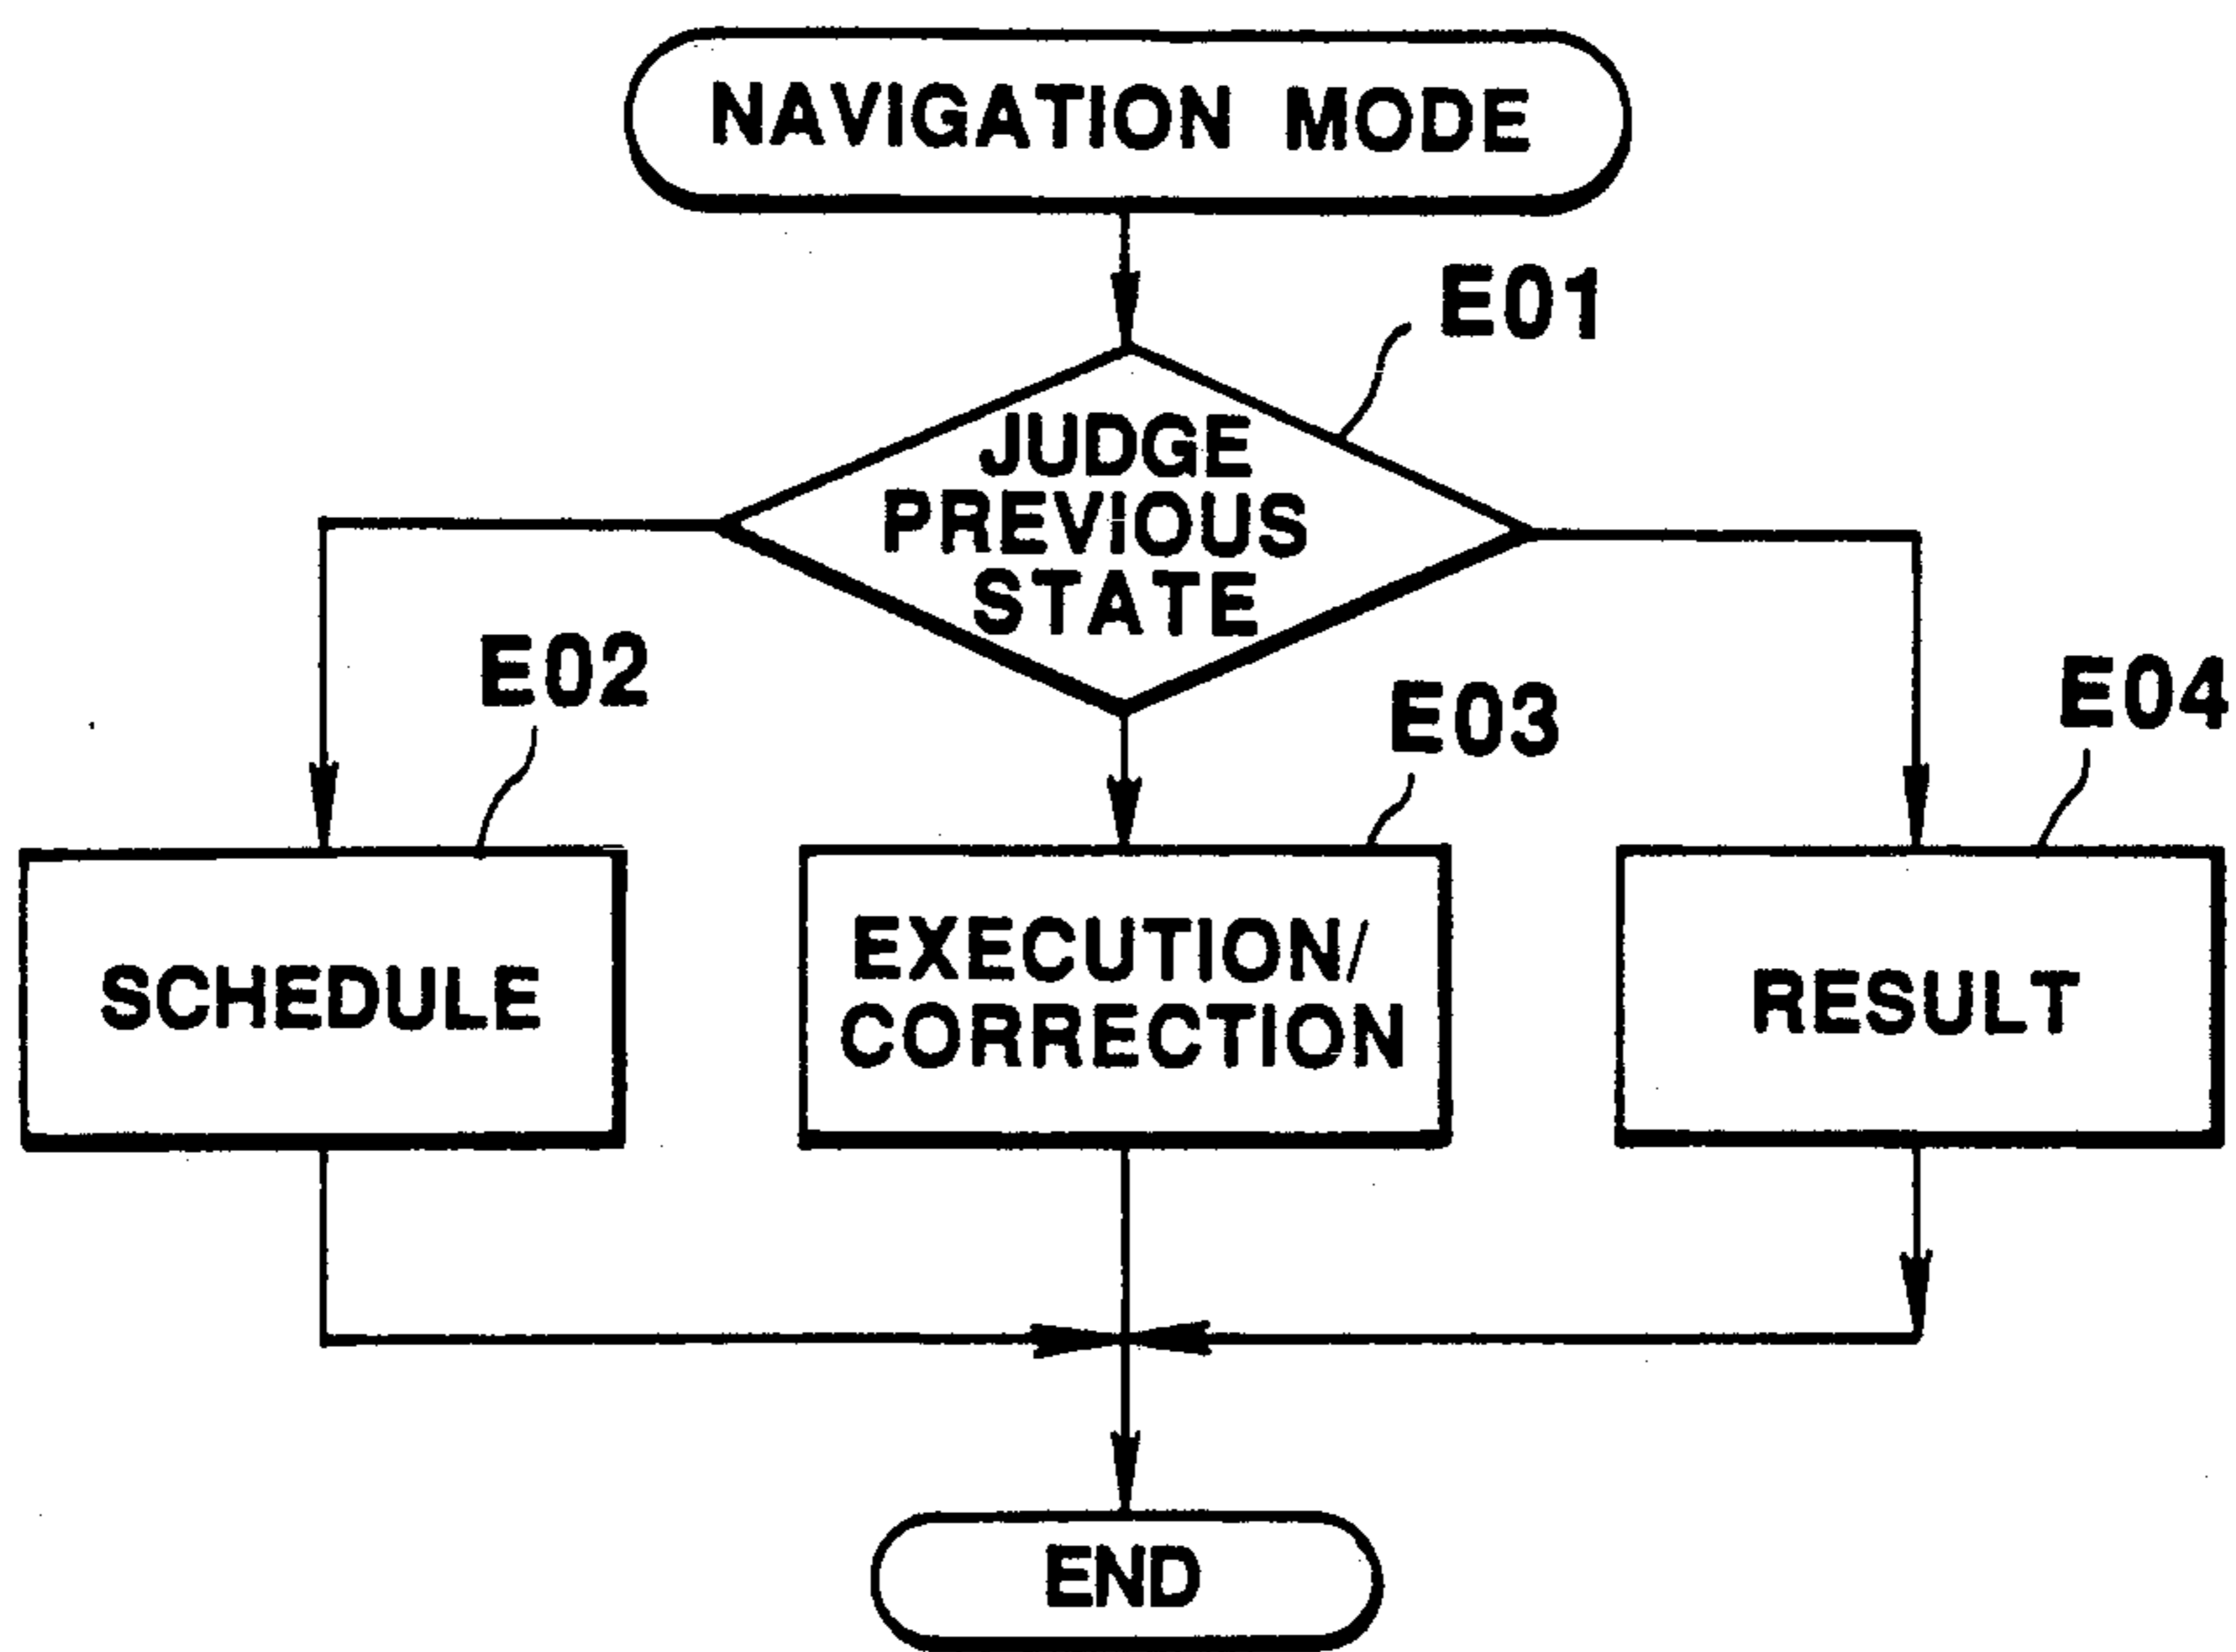 NAVIGATION MODE
E01
JUDGE
PREVIOUS
STATE
E02
E03
E04
SCHEDULE
EXECUTION/
CORRECTION
RESULT
END